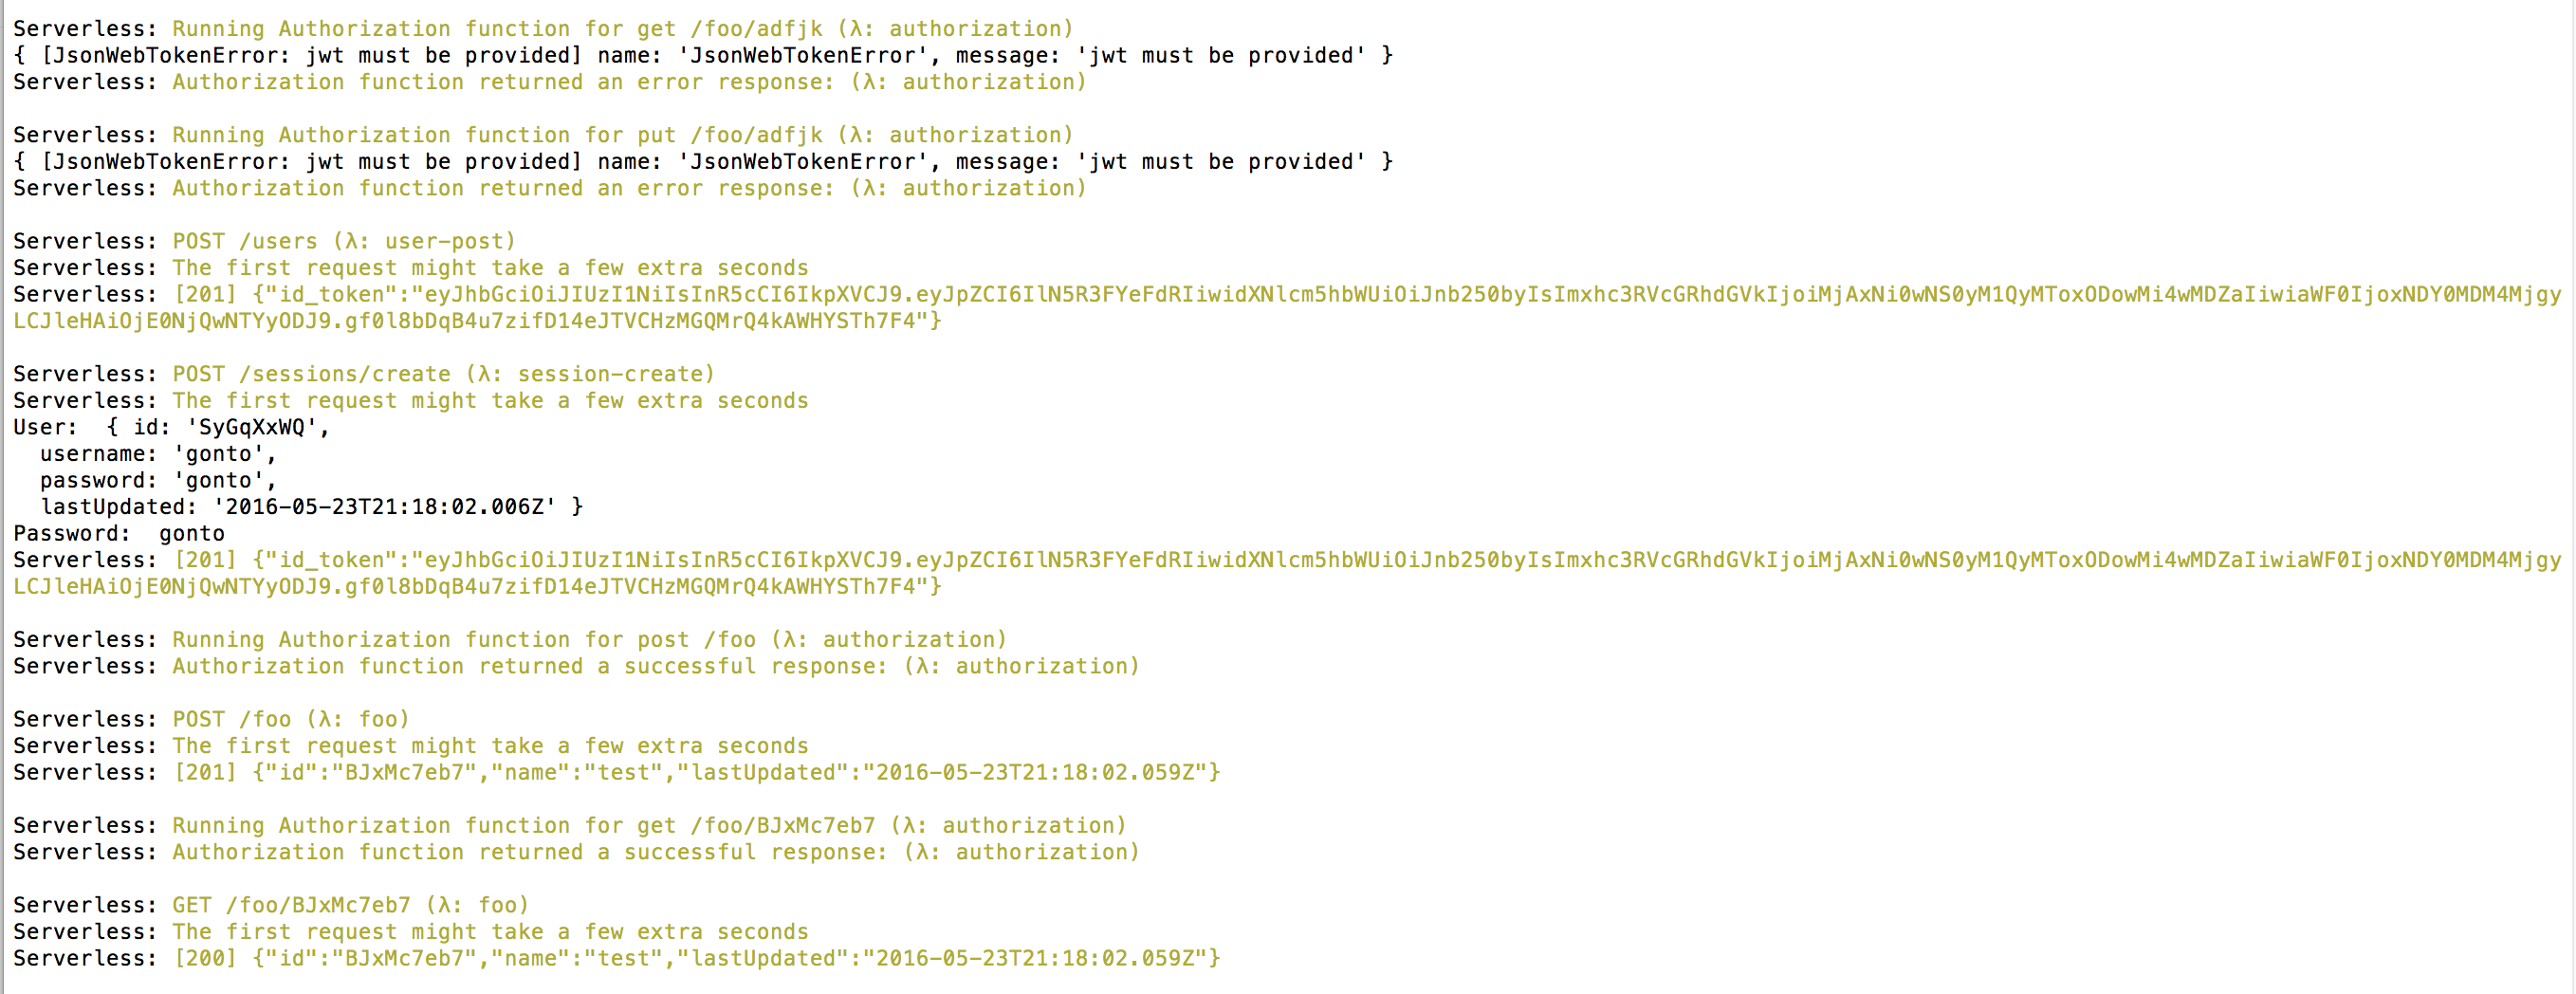 Serverless: Running Authorization function for get /foo/adfjk (λ: authorization)
{ [JsonWebTokenError: jwt must be provided] name: 'JsonWebTokenError', message: 'jwt must be provided' }
Serverless: Authorization function returned an error response: (λ: authorization)
Serverless: Running Authorization function for put /foo/adfjk (λ: authorization)
{ [JsonWebTokenError: jwt must be provided] name: 'JsonWebTokenError', message: 'jwt must be provided' }
Serverless: Authorization function returned an error response: (λ: authorization)
Serverless: POST /users (λ: user-post)
Serverless: The first request might take a few extra seconds
Serverless: [201] {"id_token":"eyJhbGciOiJIUzI1NiIsInR5cCI6IkpXVCJ9.eyJpZCI6IlN5R3FYeFdRIiwidXNlcm5hbWUiOiJnb250byIsImxhc3RVcGRhdGVkIjoiMjAxNi0wNS0yM1QyMToxODowMi4wMDZaIiwiaWF0IjoxNDY0MDM4Mjgy
LCJleHAiOjE0NjQwNTYyODJ9.gf0l8bDqB4u7zifD14eJTVCHzMGQMrQ4kAWHYSTh7F4"}
Serverless: POST /sessions/create (λ: session-create)
Serverless: The first request might take a few extra seconds
User:  { id: 'SyGqXxWQ',
  username: 'gonto',
  password: 'gonto',
  lastUpdated: '2016-05-23T21:18:02.006Z' }
Password:  gonto
Serverless: [201] {"id_token":"eyJhbGciOiJIUzI1NiIsInR5cCI6IkpXVCJ9.eyJpZCI6IlN5R3FYeFdRIiwidXNlcm5hbWUiOiJnb250byIsImxhc3RVcGRhdGVkIjoiMjAxNi0wNS0yM1QyMToxODowMi4wMDZaIiwiaWF0IjoxNDY0MDM4Mjgy
LCJleHAiOjE0NjQwNTYyODJ9.gf0l8bDqB4u7zifD14eJTVCHzMGQMrQ4kAWHYSTh7F4"}
Serverless: Running Authorization function for post /foo (λ: authorization)
Serverless: Authorization function returned a successful response: (λ: authorization)
Serverless: POST /foo (λ: foo)
Serverless: The first request might take a few extra seconds
Serverless: [201] {"id":"BJxMc7eb7","name":"test","lastUpdated":"2016-05-23T21:18:02.059Z"}
Serverless: Running Authorization function for get /foo/BJxMc7eb7 (λ: authorization)
Serverless: Authorization function returned a successful response: (λ: authorization)
Serverless: GET /foo/BJxMc7eb7 (λ: foo)
Serverless: The first request might take a few extra seconds
Serverless: [200] {"id":"BJxMc7eb7","name":"test","lastUpdated":"2016-05-23T21:18:02.059Z"}